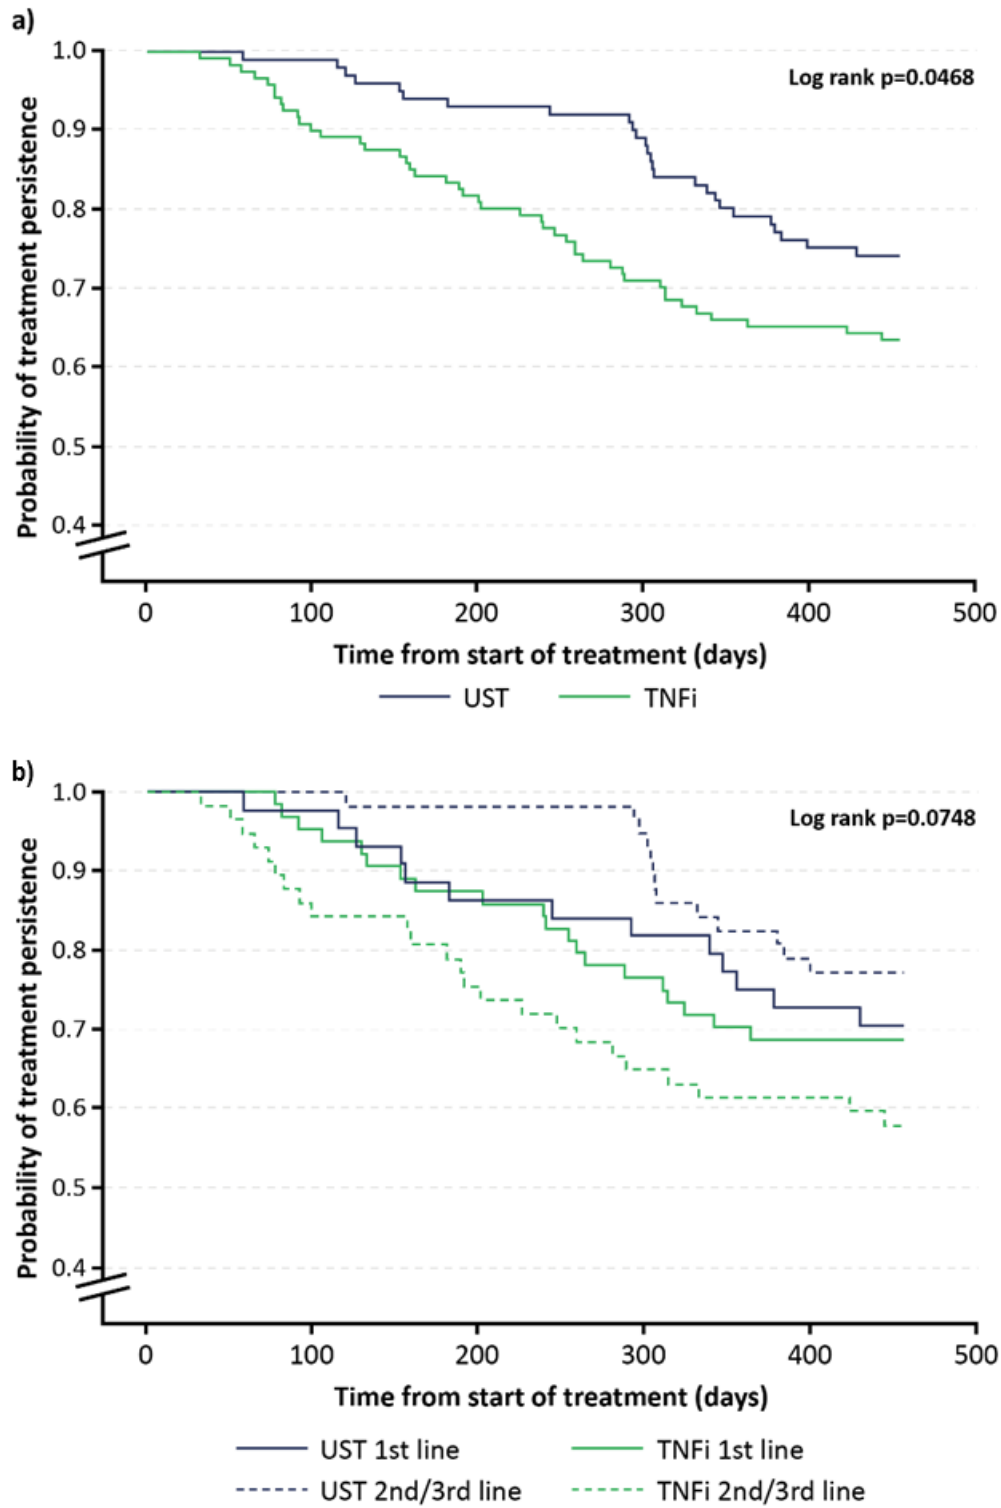 a)
Log rank p=0.0468
Probability of treatment persistence
1.0
0.9
0.8
0.7
0.6
0.5
0.4
0 100 200 300 400 500
Time from start of treatment (days)
UST TNFi
b)
Log rank p=0.0748
Probability of treatment persistence
1.0
0.9
0.8
0.7
0.6
0.5
0.4
0 100 200 300 400 500
Time from start of treatment (days)
UST 1st line TNFi 1st line
UST 2nd/3rd line TNFi 2nd/3rd line